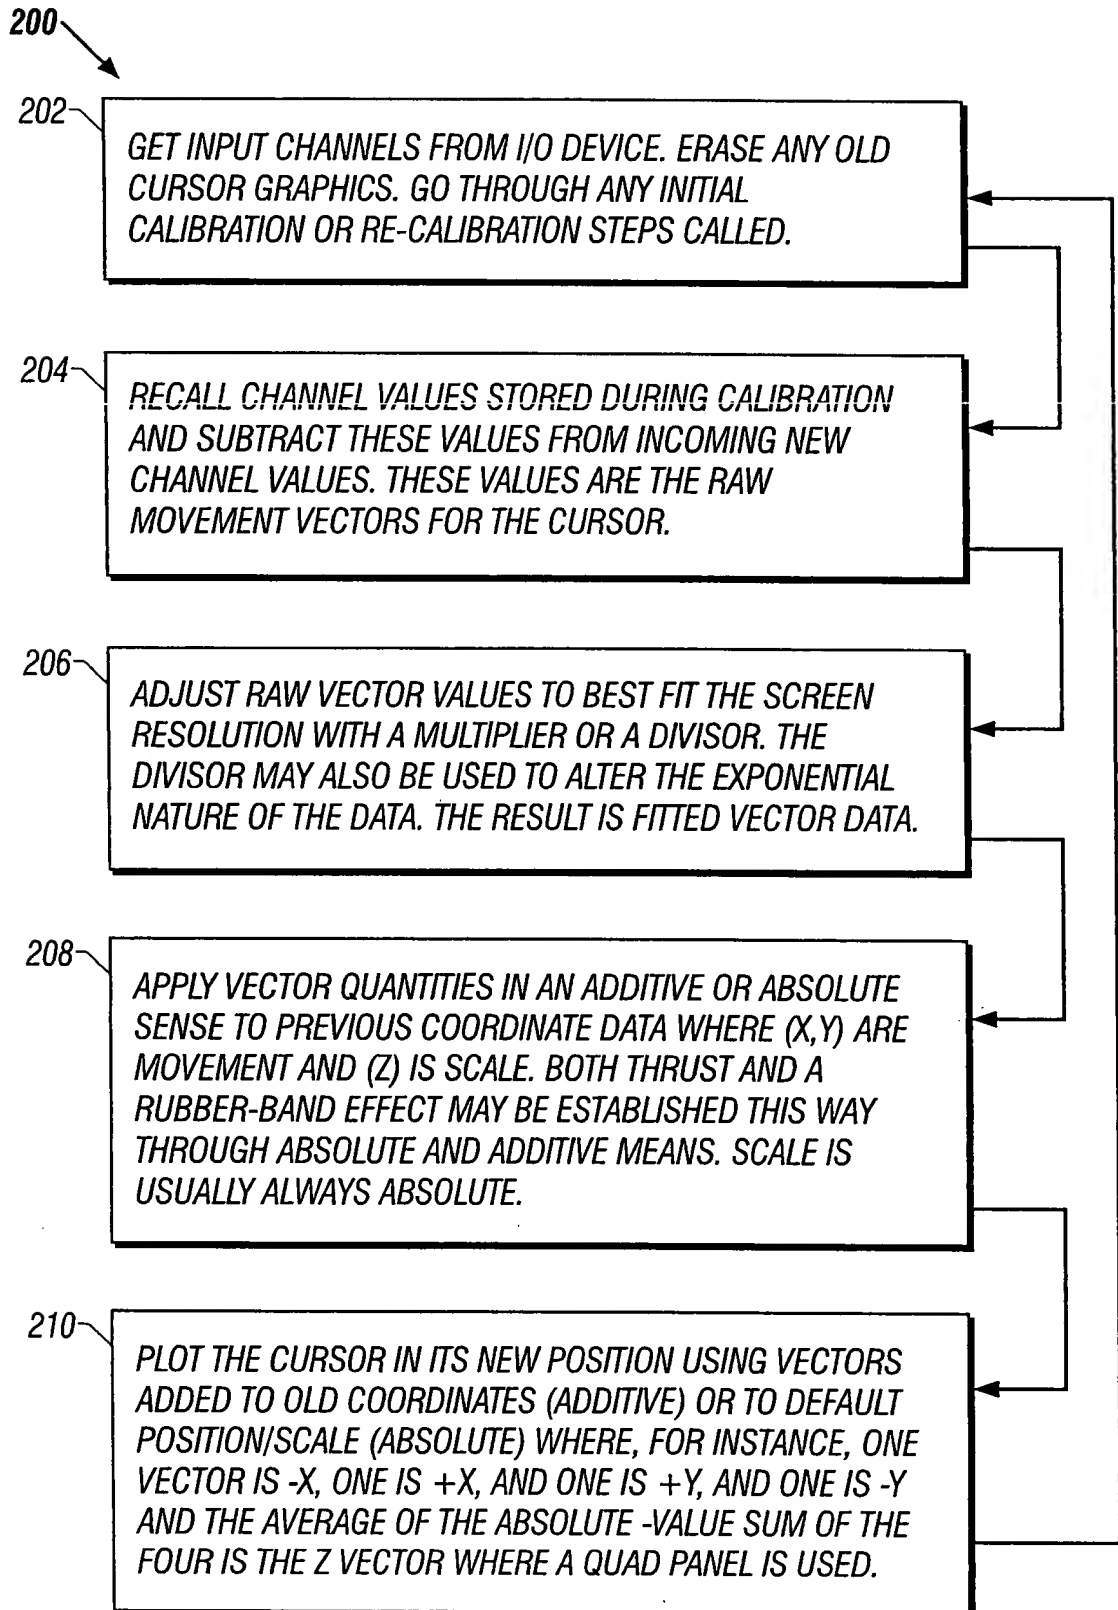 200
202
GET INPUT CHANNELS FROM I/O DEVICE. ERASE ANY OLD
CURSOR GRAPHICS. GO THROUGH ANY INITIAL
CALIBRATION OR RE-CALIBRATION STEPS CALLED.
204
RECALL CHANNEL VALUES STORED DURING CALIBRATION
AND SUBTRACT THESE VALUES FROM INCOMING NEW
CHANNEL VALUES. THESE VALUES ARE THE RAW
MOVEMENT VECTORS FOR THE CURSOR.
206
ADJUST RAW VECTOR VALUES TO BEST FIT THE SCREEN
RESOLUTION WITH A MULTIPLIER OR A DIVISOR. THE
DIVISOR MAY ALSO BE USED TO ALTER THE EXPONENTIAL
NATURE OF THE DATA. THE RESULT IS FITTED VECTOR DATA.
208
APPLY VECTOR QUANTITIES IN AN ADDITIVE OR ABSOLUTE
SENSE TO PREVIOUS COORDINATE DATA WHERE (X,Y) ARE
MOVEMENT AND (Z) IS SCALE. BOTH THRUST AND A
RUBBER-BAND EFFECT MAY BE ESTABLISHED THIS WAY
THROUGH ABSOLUTE AND ADDITIVE MEANS. SCALE IS
USUALLY ALWAYS ABSOLUTE.
210
PLOT THE CURSOR IN ITS NEW POSITION USING VECTORS
ADDED TO OLD COORDINATES (ADDITIVE) OR TO DEFAULT
POSITION/SCALE (ABSOLUTE) WHERE, FOR INSTANCE, ONE
VECTOR IS -X, ONE IS +X, AND ONE IS +Y, AND ONE IS -Y
AND THE AVERAGE OF THE ABSOLUTE -VALUE SUM OF THE
FOUR IS THE Z VECTOR WHERE A QUAD PANEL IS USED.